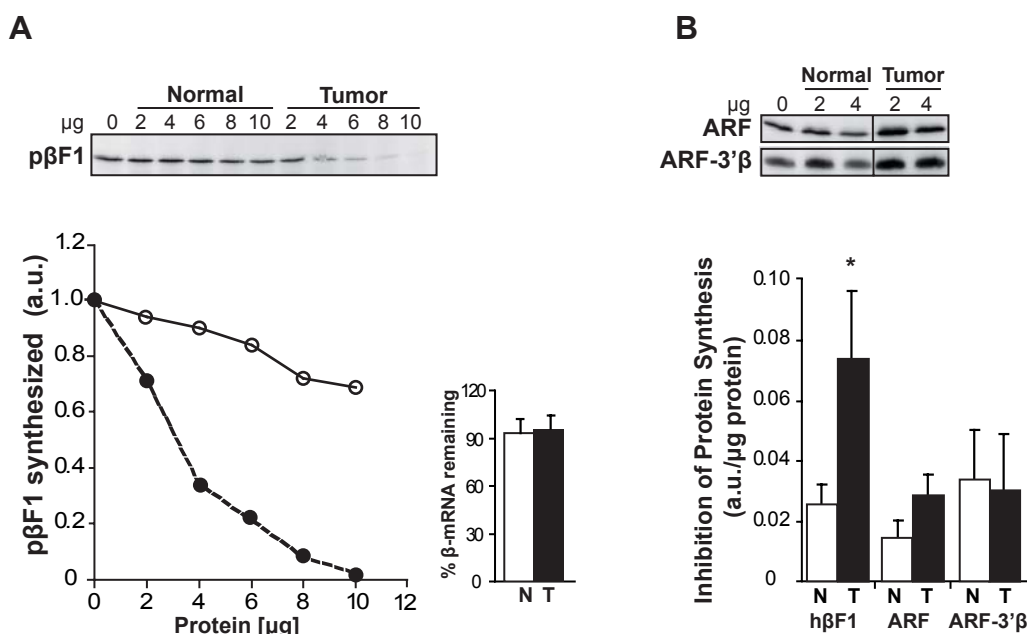 A
Normal Tumor
µg 0 2 4 6 8 10 2 4 6 8 10
pβF1
pβF1 synthesized (a.u.)
1.2
1.0
0.8
0.6
0.4
0.2
0
0 2 4 6 8 10 12
Protein [µg]
% β-mRNA remaining
120
90
60
30
0
N T
B
Normal Tumor
µg 0 2 4 2 4
ARF
ARF-3'β
Inhibition of Protein Synthesis
(a.u./µg protein)
0.10
0.08
0.06
0.04
0.02
0
*
N T N T N T
hβF1 ARF ARF-3'β